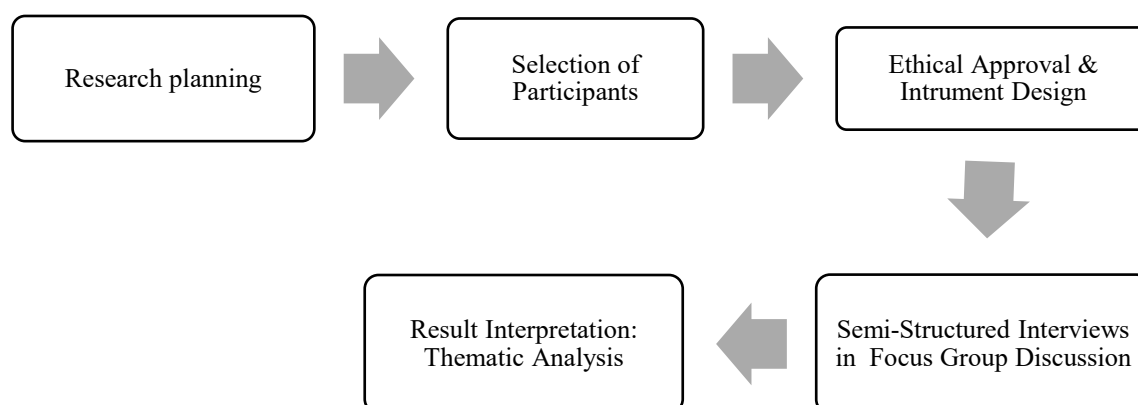 Research planning
Selection of
Participants
Ethical Approval &
Intrument Design
Semi-Structured Interviews
in  Focus Group Discussion
Result Interpretation:
Thematic Analysis